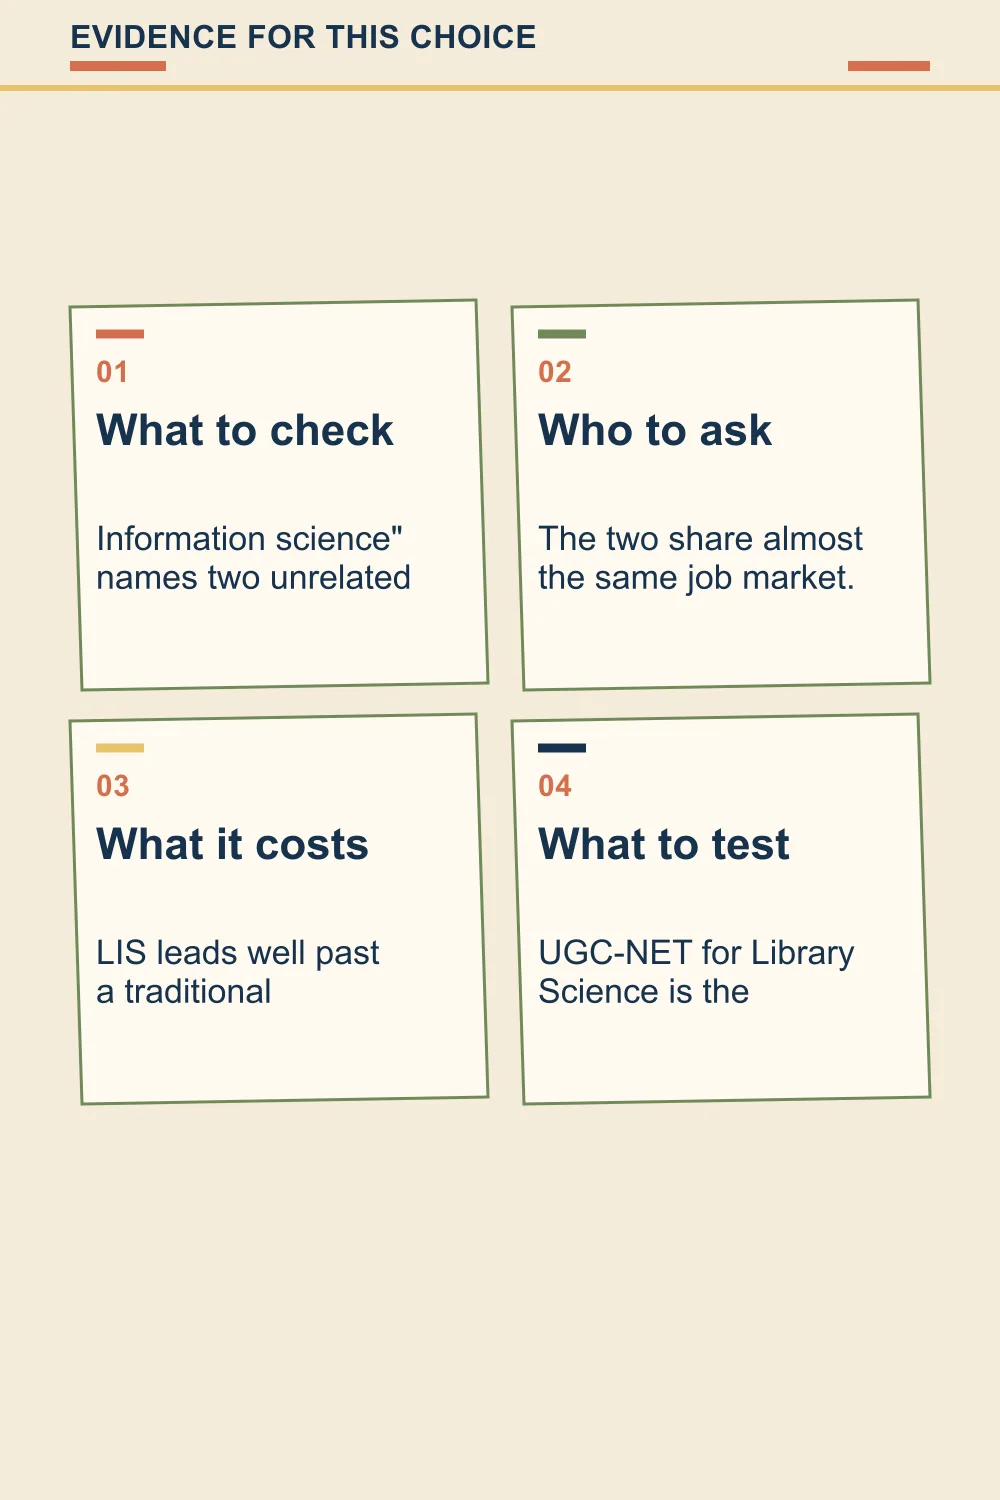 EVIDENCE FOR THIS CHOICE
01
What to check
Information science"
names two unrelated
02
Who to ask
The two share almost
the same job market.
03
What it costs
LIS leads well past
a traditional
04
What to test
UGC-NET for Library
Science is the